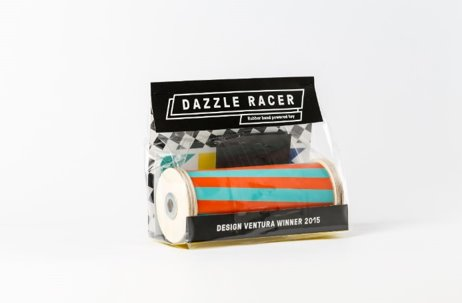 DAZZLE RACER
Rubber band powered toy
DESIGN VENTURA WINNER 2015